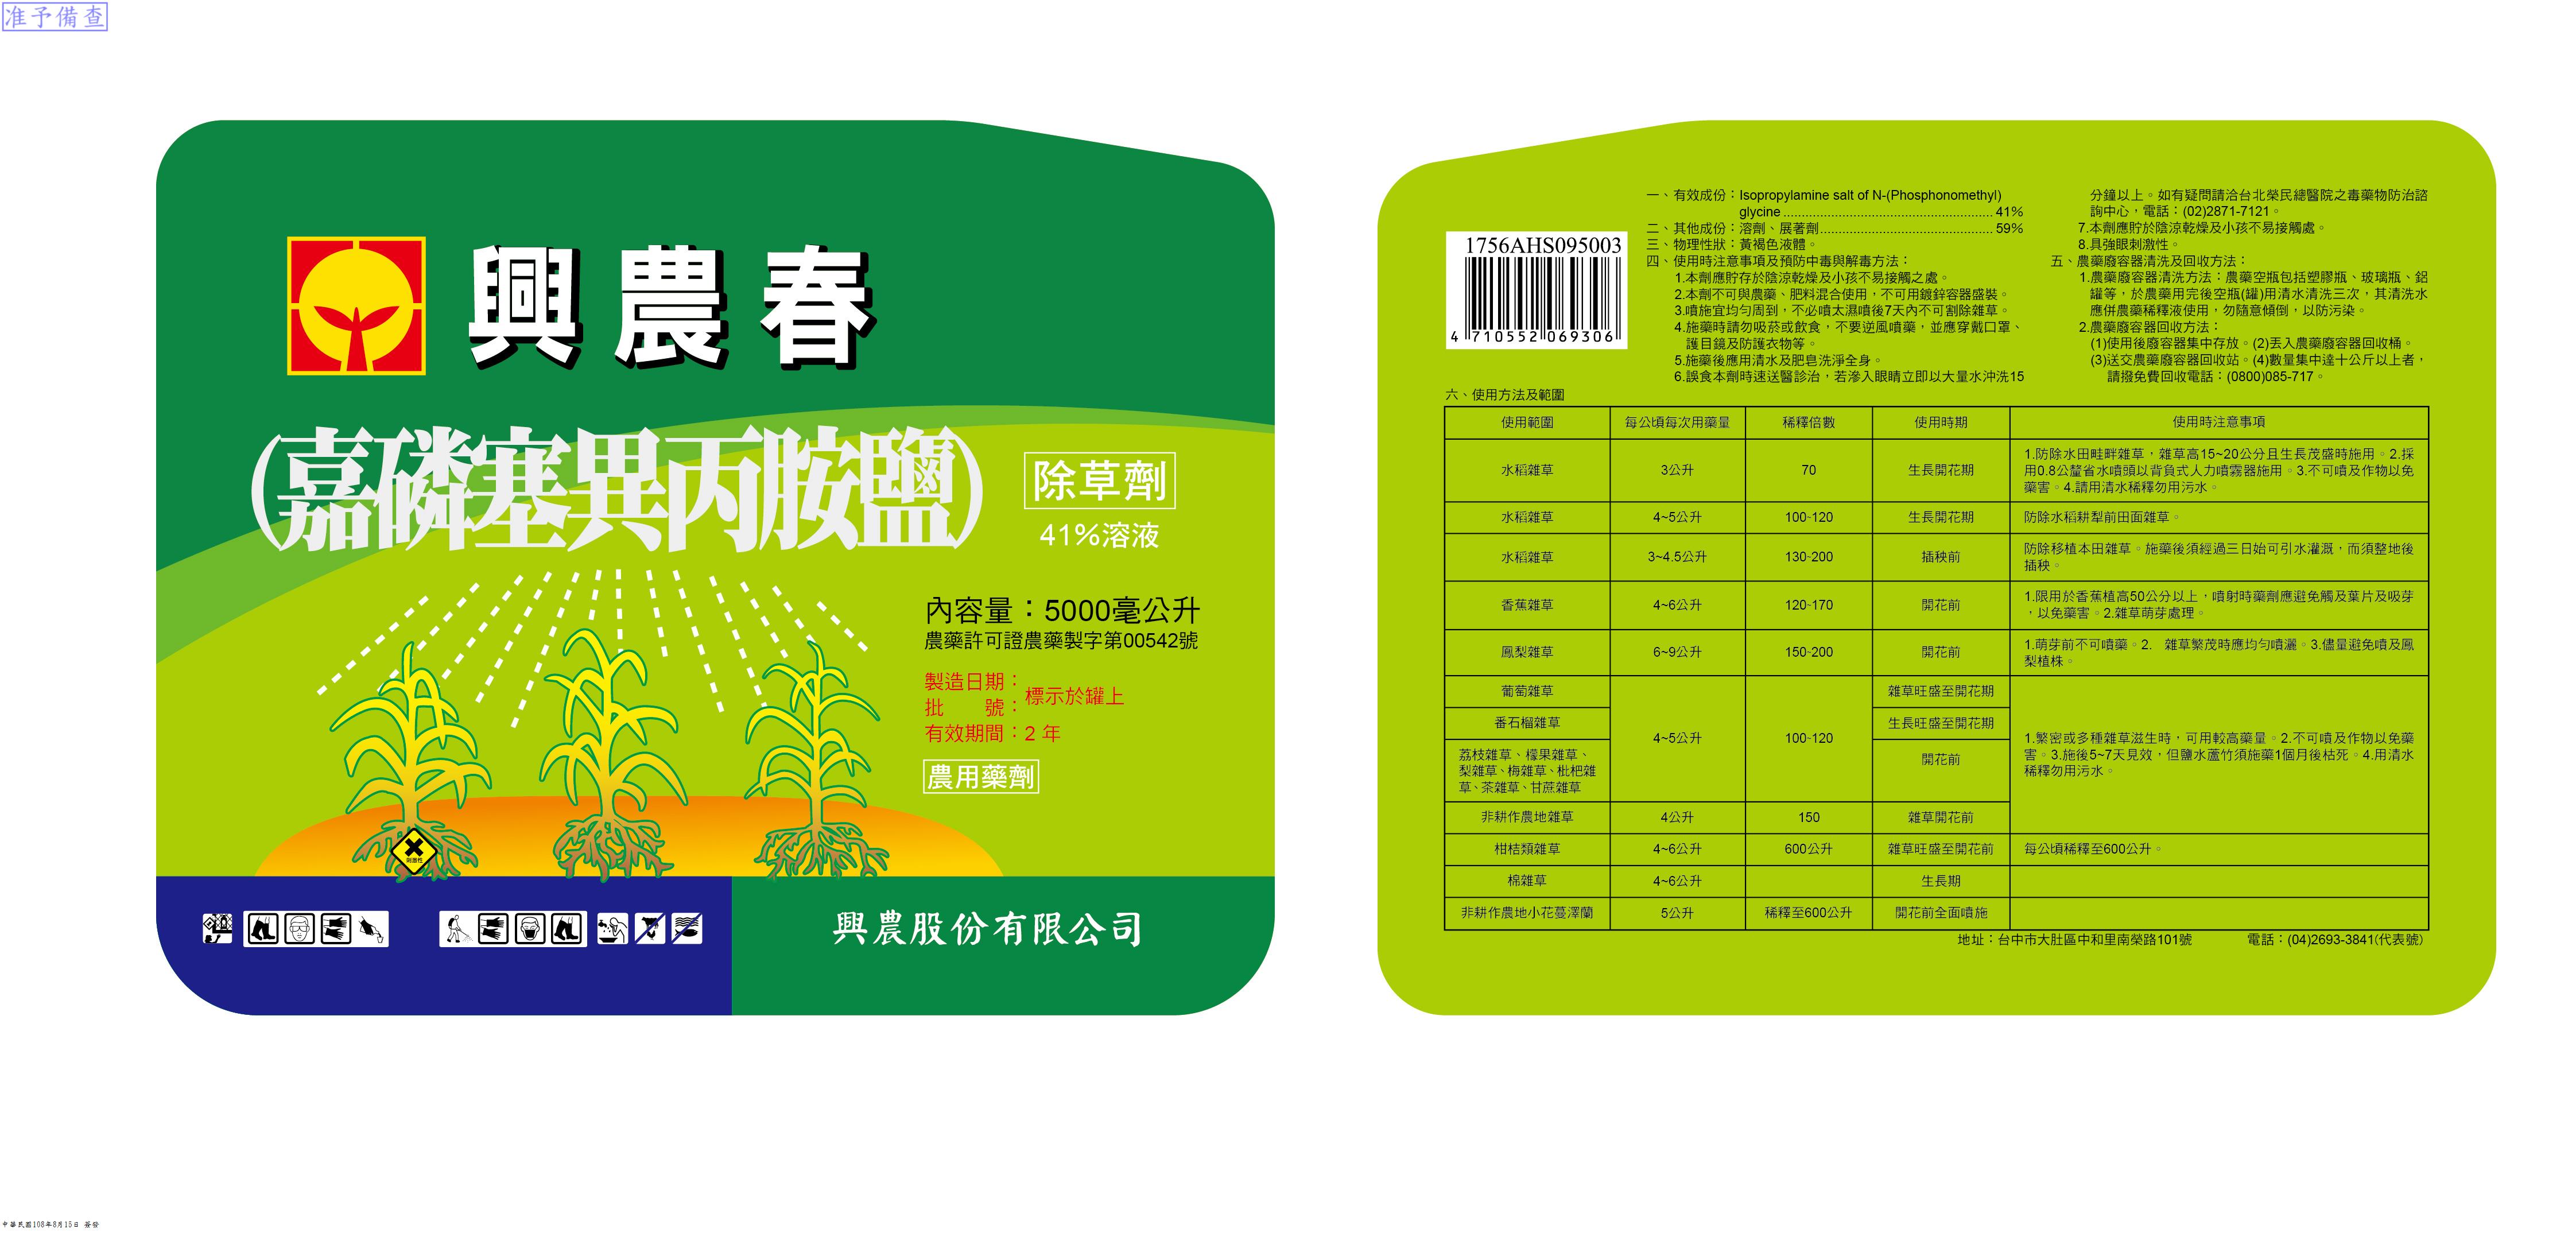 准予備查
興農春
(嘉磷塞異丙胺鹽)
除草劑
41%溶液
內容量：5000毫公升
農藥許可證農藥製字第00542號
製造日期：
批　　號：標示於罐上
有效期間：2 年
農用藥劑
刺激性
興農股份有限公司
1756AHS095003
4 710552 069306
一、有效成份：Isopropylamine salt of N-(Phosphonomethyl)
glycine ........................................................ 41%
二、其他成份：溶劑、展著劑.............................................. 59%
三、物理性狀：黃褐色液體。
四、使用時注意事項及預防中毒與解毒方法：
1.本劑應貯存於陰涼乾燥及小孩不易接觸之處。
2.本劑不可與農藥、肥料混合使用，不可用鍍鋅容器盛裝。
3.噴施宜均勻周到，不必噴太濕噴後7天內不可割除雜草。
4.施藥時請勿吸菸或飲食，不要逆風噴藥，並應穿戴口罩、
護目鏡及防護衣物等。
5.施藥後應用清水及肥皂洗淨全身。
6.誤食本劑時速送醫診治，若滲入眼睛立即以大量水沖洗15
分鐘以上。如有疑問請洽台北榮民總醫院之毒藥物防治諮
詢中心，電話：(02)2871-7121。
7.本劑應貯於陰涼乾燥及小孩不易接觸處。
8.具強眼刺激性。
五、農藥廢容器清洗及回收方法：
1.農藥廢容器清洗方法：農藥空瓶包括塑膠瓶、玻璃瓶、鋁
罐等，於農藥用完後空瓶(罐)用清水清洗三次，其清洗水
應併農藥稀釋液使用，勿隨意傾倒，以防污染。
2.農藥廢容器回收方法：
(1)使用後廢容器集中存放。(2)丟入農藥廢容器回收桶。
(3)送交農藥廢容器回收站。(4)數量集中達十公斤以上者，
請撥免費回收電話：(0800)085-717。
六、使用方法及範圍
使用範圍 每公頃每次用藥量 稀釋倍數 使用時期 使用時注意事項
水稻雜草 3公升 70 生長開花期 1.防除水田畦畔雜草，雜草高15~20公分且生長茂盛時施用。2.採
用0.8公釐省水噴頭以背負式人力噴霧器施用。3.不可噴及作物以免
藥害。4.請用清水稀釋勿用污水。
水稻雜草 4~5公升 100~120 生長開花期 防除水稻耕犁前田面雜草。
水稻雜草 3~4.5公升 130~200 插秧前 防除移植本田雜草。施藥後須經過三日始可引水灌溉，而須整地後
插秧。
香蕉雜草 4~6公升 120~170 開花前 1.限用於香蕉植高50公分以上，噴射時藥劑應避免觸及葉片及吸芽
，以免藥害。2.雜草萌芽處理。
鳳梨雜草 6~9公升 150~200 開花前 1.萌芽前不可噴藥。2.　雜草繁茂時應均勻噴灑。3.儘量避免噴及鳳
梨植株。
葡萄雜草 雜草旺盛至開花期
番石榴雜草 生長旺盛至開花期
4~5公升 100~120
荔枝雜草、檬果雜草、
梨雜草、梅雜草、枇杷雜
草、茶雜草、甘蔗雜草
開花前
1.繁密或多種雜草滋生時，可用較高藥量。2.不可噴及作物以免藥
害。3.施後5~7天見效，但鹽水蘆竹須施藥1個月後枯死。4.用清水
稀釋勿用污水。
非耕作農地雜草 4公升 150 雜草開花前
柑桔類雜草 4~6公升 600公升 雜草旺盛至開花前 每公頃稀釋至600公升。
棉雜草 4~6公升 生長期
非耕作農地小花蔓澤蘭 5公升 稀釋至600公升 開花前全面噴施
地址：台中市大肚區中和里南榮路101號　電話：(04)2693-3841(代表號)
中華民國108年8月15日 簽發